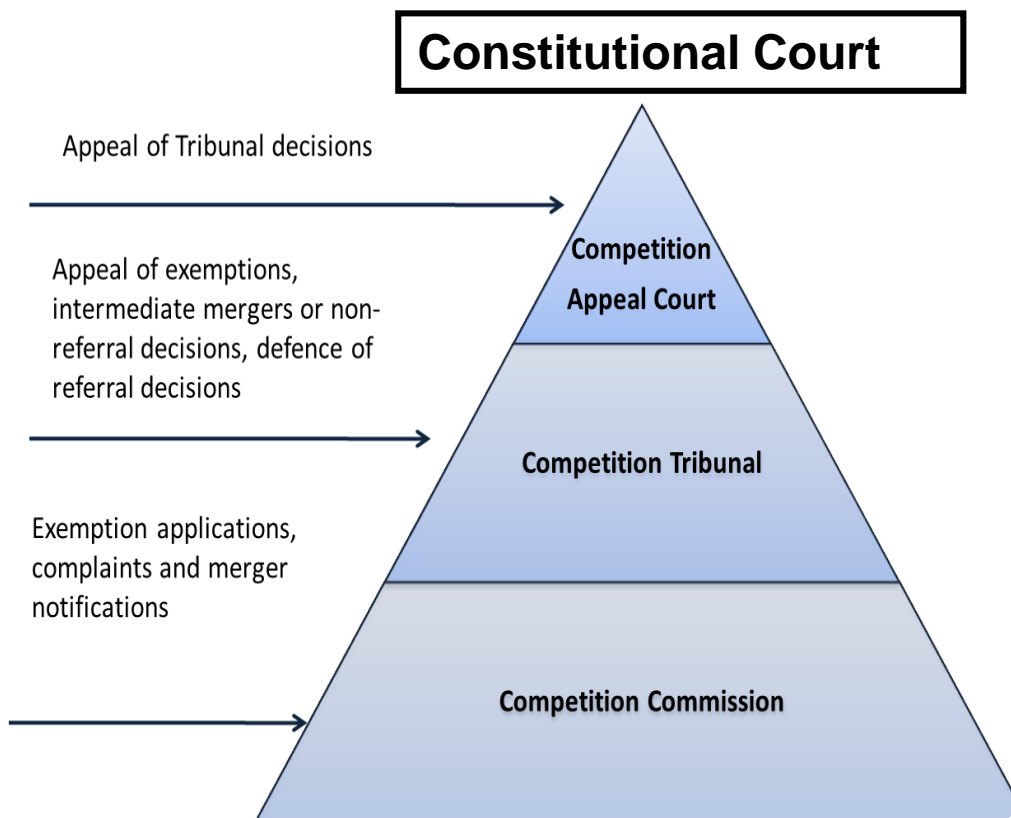 Constitutional Court
Appeal of Tribunal decisions
Competition
Appeal Court
Appeal of exemptions,
intermediate mergers or non-
referral decisions, defence of
referral decisions
Competition Tribunal
Exemption applications,
complaints and merger
notifications
Competition Commission